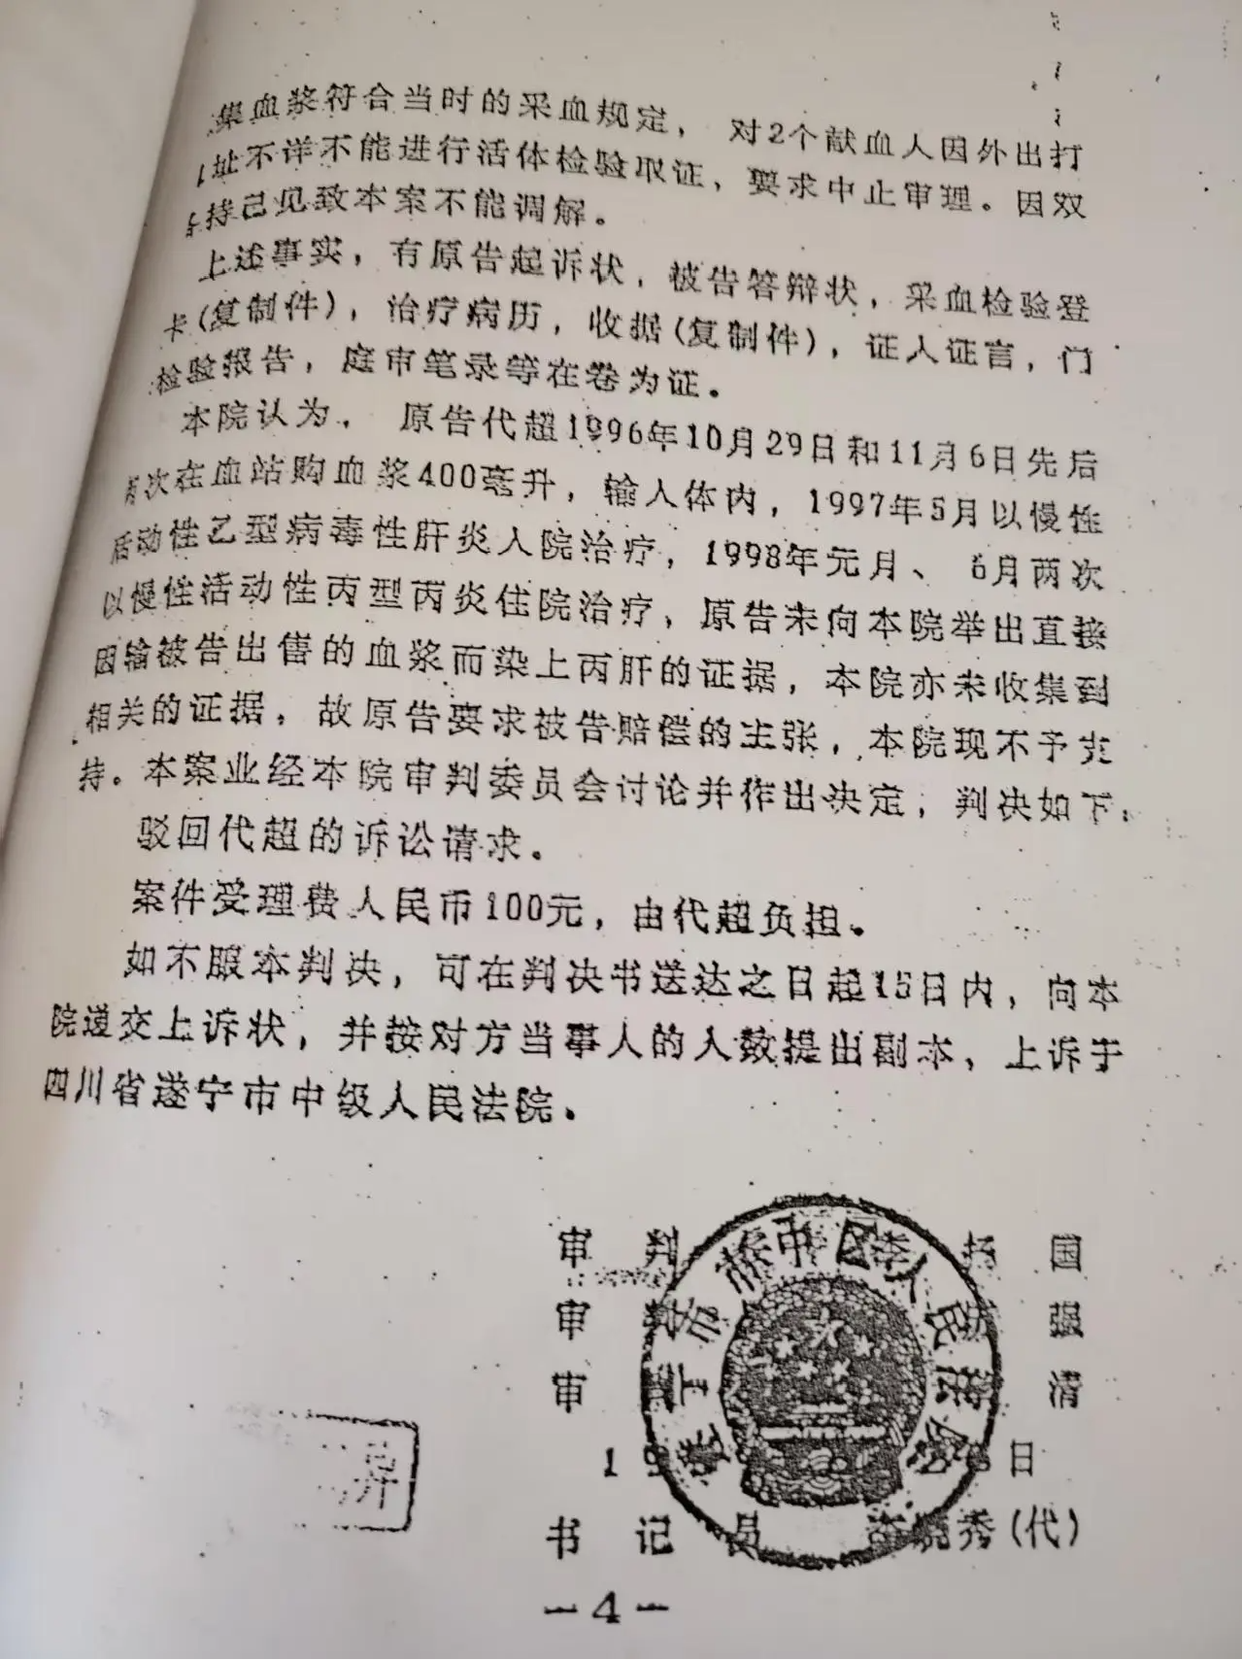 集血浆符合当时的采血规定，对2个献血人因外出打
址不详不能进行活体检验取证，要求中止审理。因双
持己见致本案不能调解。
上述事实，有原告起诉状，被告答辩状，采血检验登
卡(复制件)，治疗病历，收据(复制件)，证人证言，门
检验报告，庭审笔录等在卷为证。
本院认为，原告代超1996年10月29日和11月6日先后
两次在血站购血浆400毫升，输人体内，1997年5月以慢性
活动性乙型病毒性肝炎入院治疗，1998年元月、6月两次
以慢性活动性丙型丙炎住院治疗，原告未向本院举出直接
因输被告出售的血浆而染上丙肝的证据，本院亦未收集到
相关的证据，故原告要求被告赔偿的主张，本院现不予支
持。本案业经本院审判委员会讨论并作出决定，判决如下：
驳回代超的诉讼请求。
案件受理费人民币100元，由代超负担。
如不服本判决，可在判决书送达之日起15日内，向本
院递交上诉状，并按对方当事人的人数提出副本，上诉于
四川省遂宁市中级人民法院。
审 判 国
审 判 强
审 清
日
书 记 员 秀(代)
遂宁市市中区人民法院
—4—